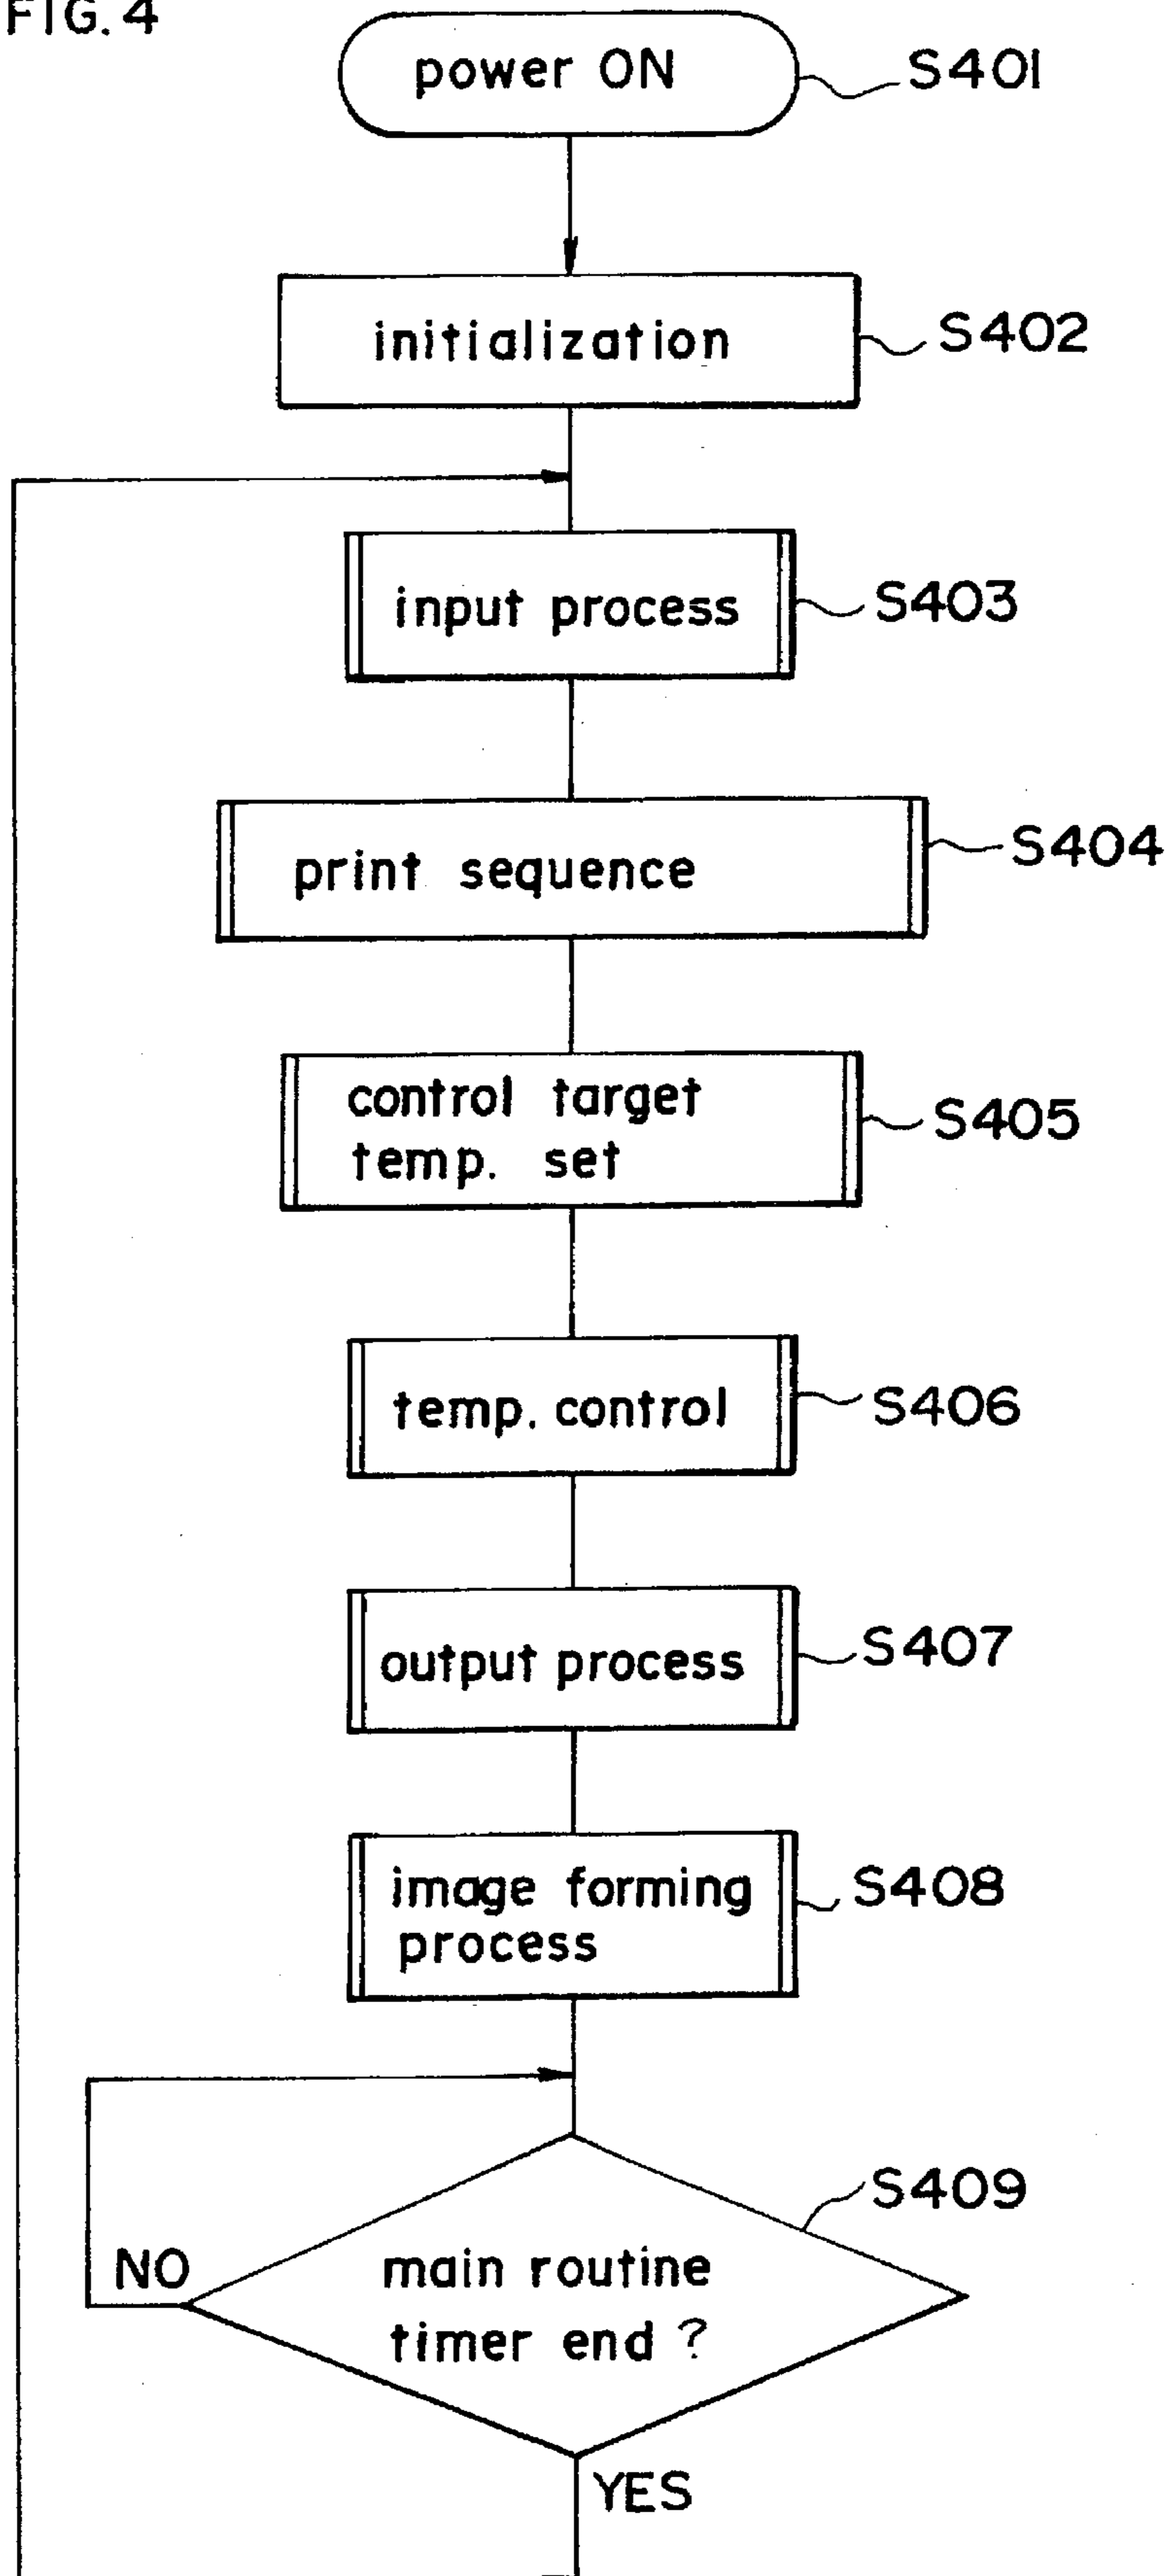 FIG. 4
power ON
S401
initialization
S402
input process
S403
print sequence
S404
control target
temp. set
S405
temp. control
S406
output process
S407
image forming
process
S408
S409
NO
main routine
timer end ?
YES